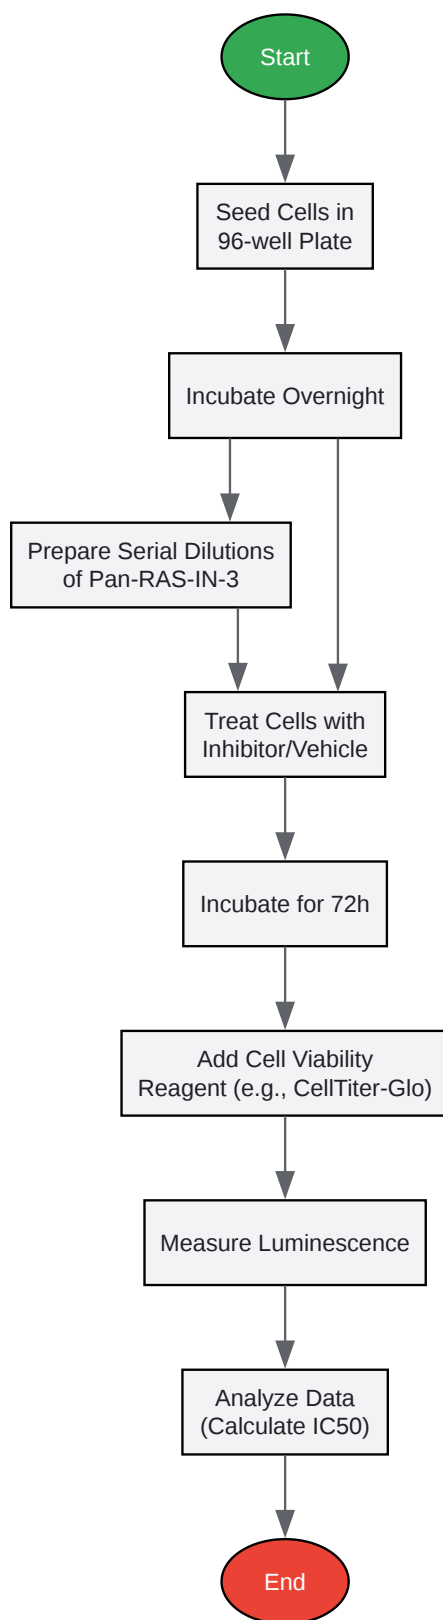 Start
Seed Cells in
96-well Plate
Incubate Overnight
Prepare Serial Dilutions
of Pan-RAS-IN-3
Treat Cells with
Inhibitor/Vehicle
Incubate for 72h
Add Cell Viability
Reagent (e.g., CellTiter-Glo)
Measure Luminescence
Analyze Data
(Calculate IC50)
End